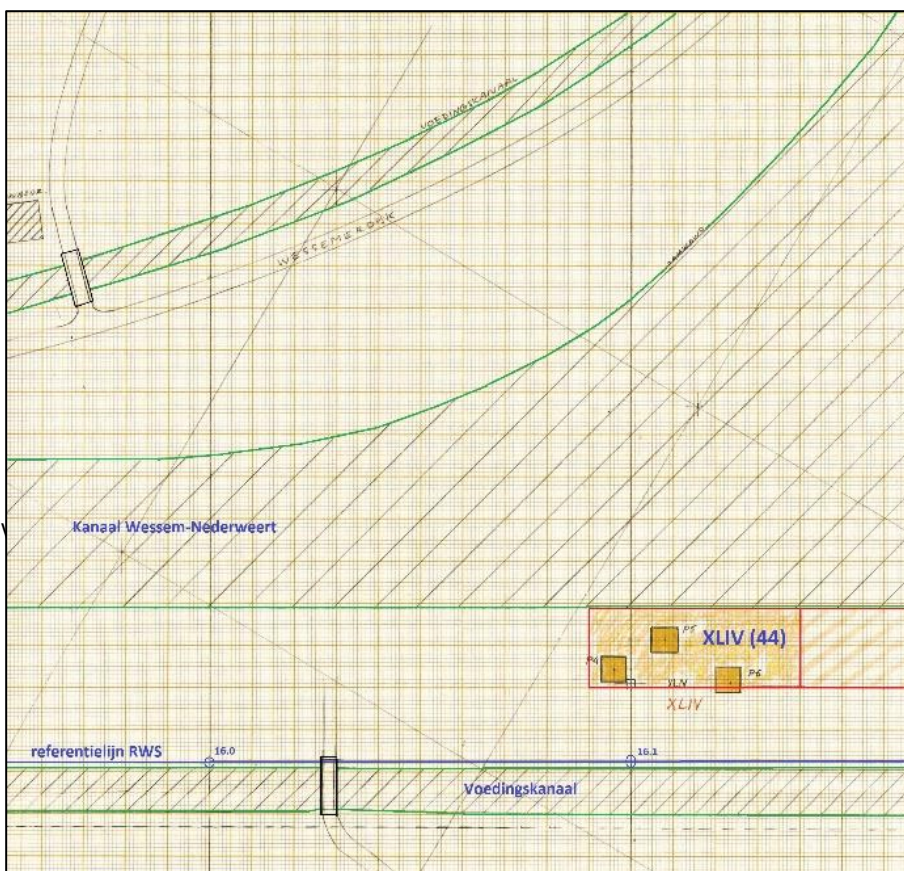 VOEDINGSKANAAL
WESSEMERDIJK
Kanaal Wessem-Nederweert
P5
XLIV (44)
P4
P6
XLIV
referentielijn RWS
16.0
16.1
Voedingskanaal